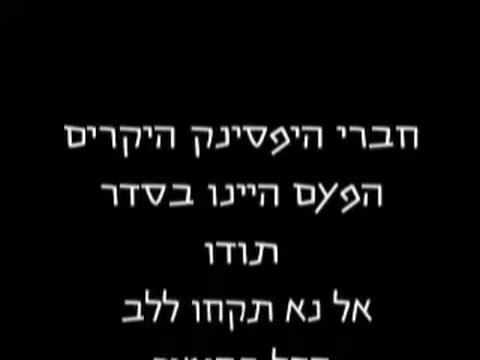 חברי היפסינק היקרים
הפעם היינו בסדר
תודו
אל נא תקחו ללב